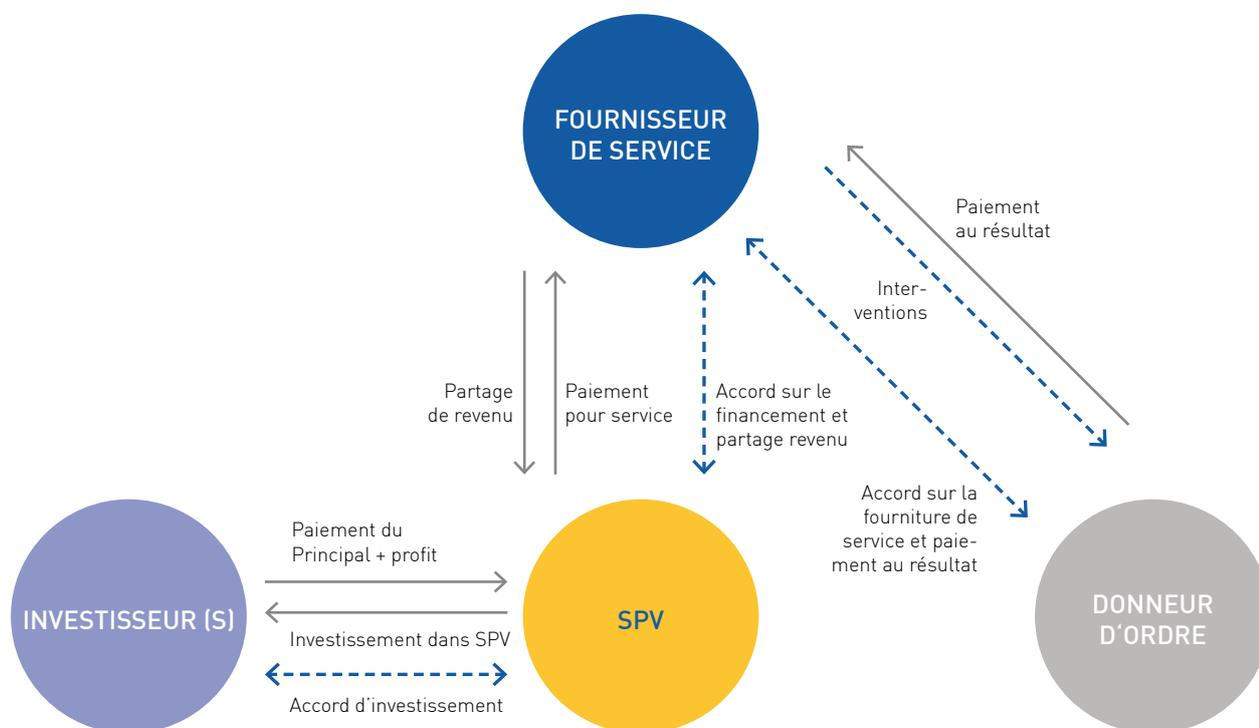 FOURNISSEUR
DE SERVICE
Paiement
au résultat
Inter-
ventions
Partage
de revenu
Paiement
pour service
Accord sur le
financement et
partage revenu
Accord sur la
fourniture de
service et paie-
ment au résultat
Paiement du
Principal + profit
INVESTISSEUR (S)
Investissement dans SPV
Accord d’investissement
SPV
DONNEUR
D‘ORDRE